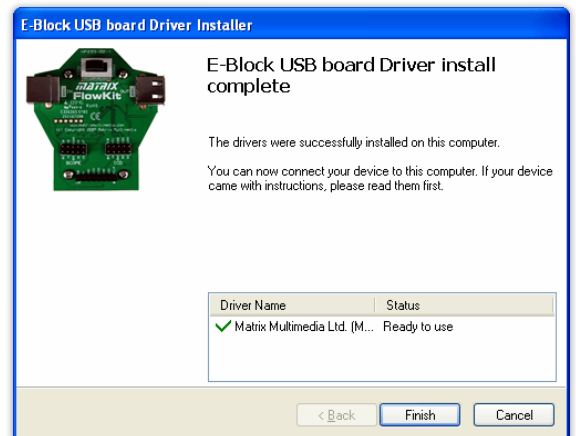 E-Block USB board Driver Installer
E-Block USB board Driver install
complete
MATRIX
FlowKit
The drivers were successfully installed on this computer.
You can now connect your device to this computer. If your device
came with instructions, please read them first.
SCOPE
ICD
Driver Name Status
Matrix Multimedia Ltd. (M... Ready to use
< Back Finish Cancel